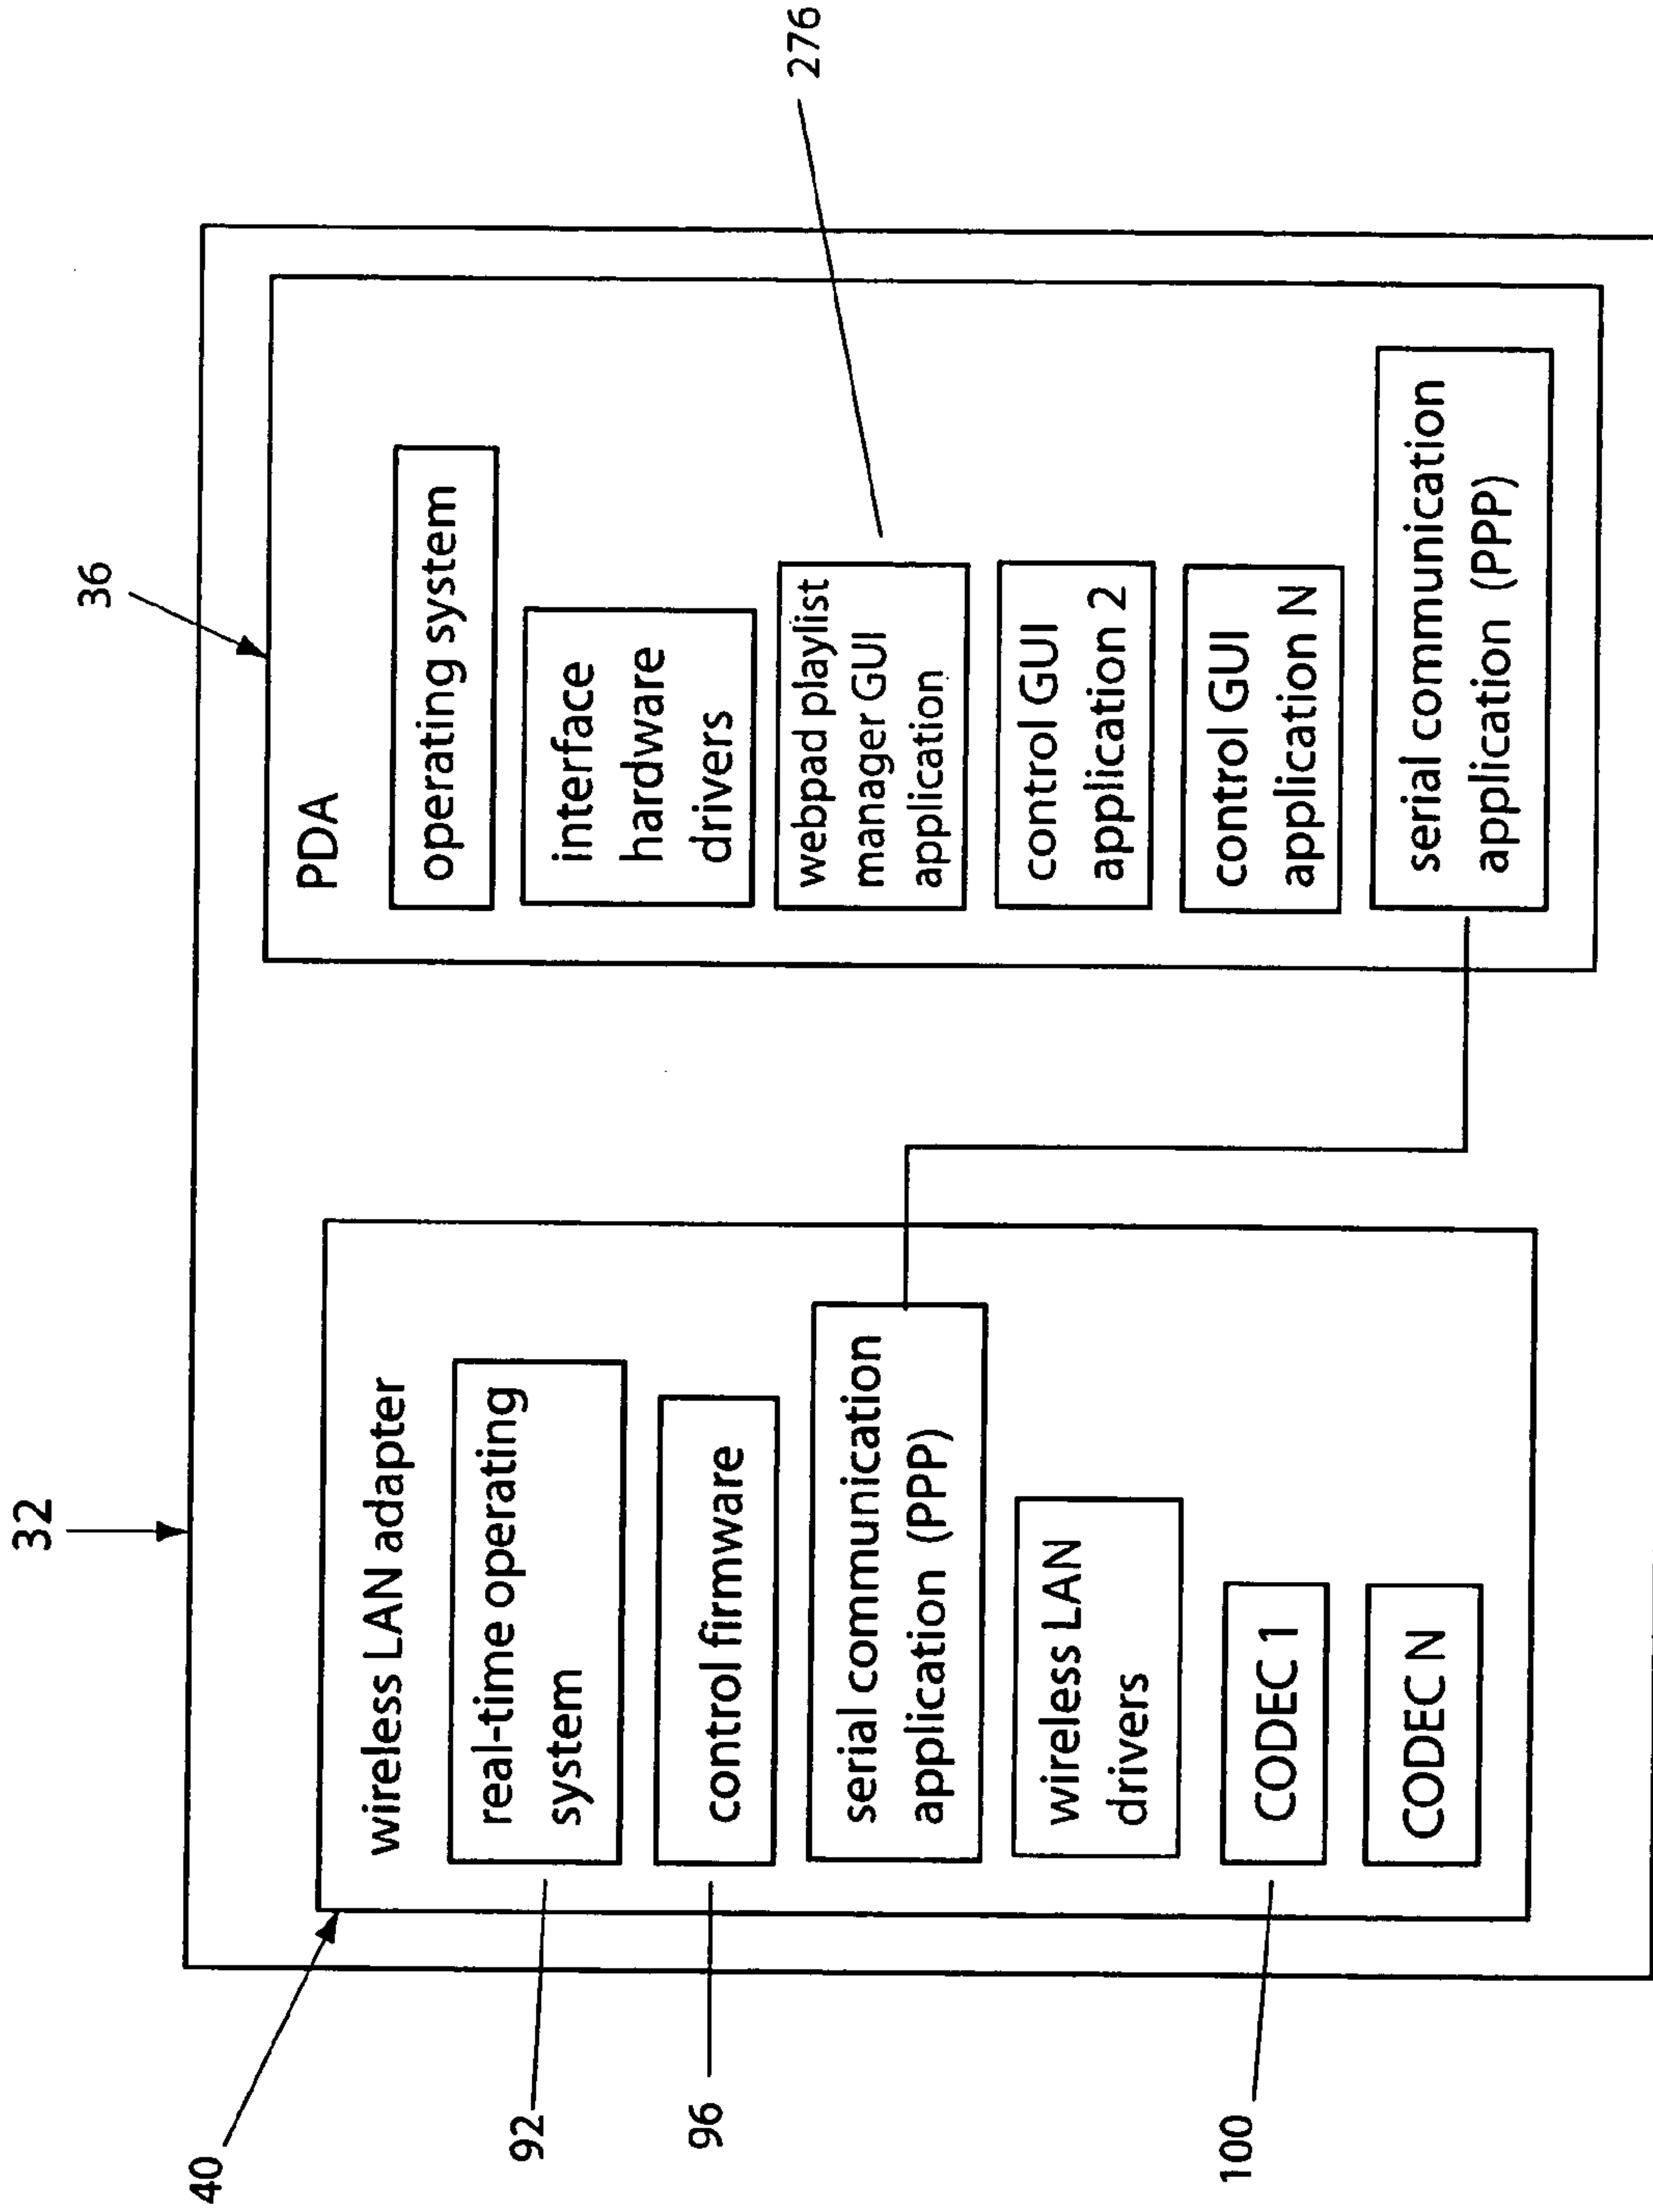 32
36
40
wireless LAN adapter
real-time operating
system
92
control firmware
96
serial communication
application (PPP)
wireless LAN
drivers
CODEC 1
100
CODEC N
PDA
operating system
interface
hardware
drivers
webpad playlist
manager GUI
application
276
control GUI
application 2
control GUI
application N
serial communication
application (PPP)